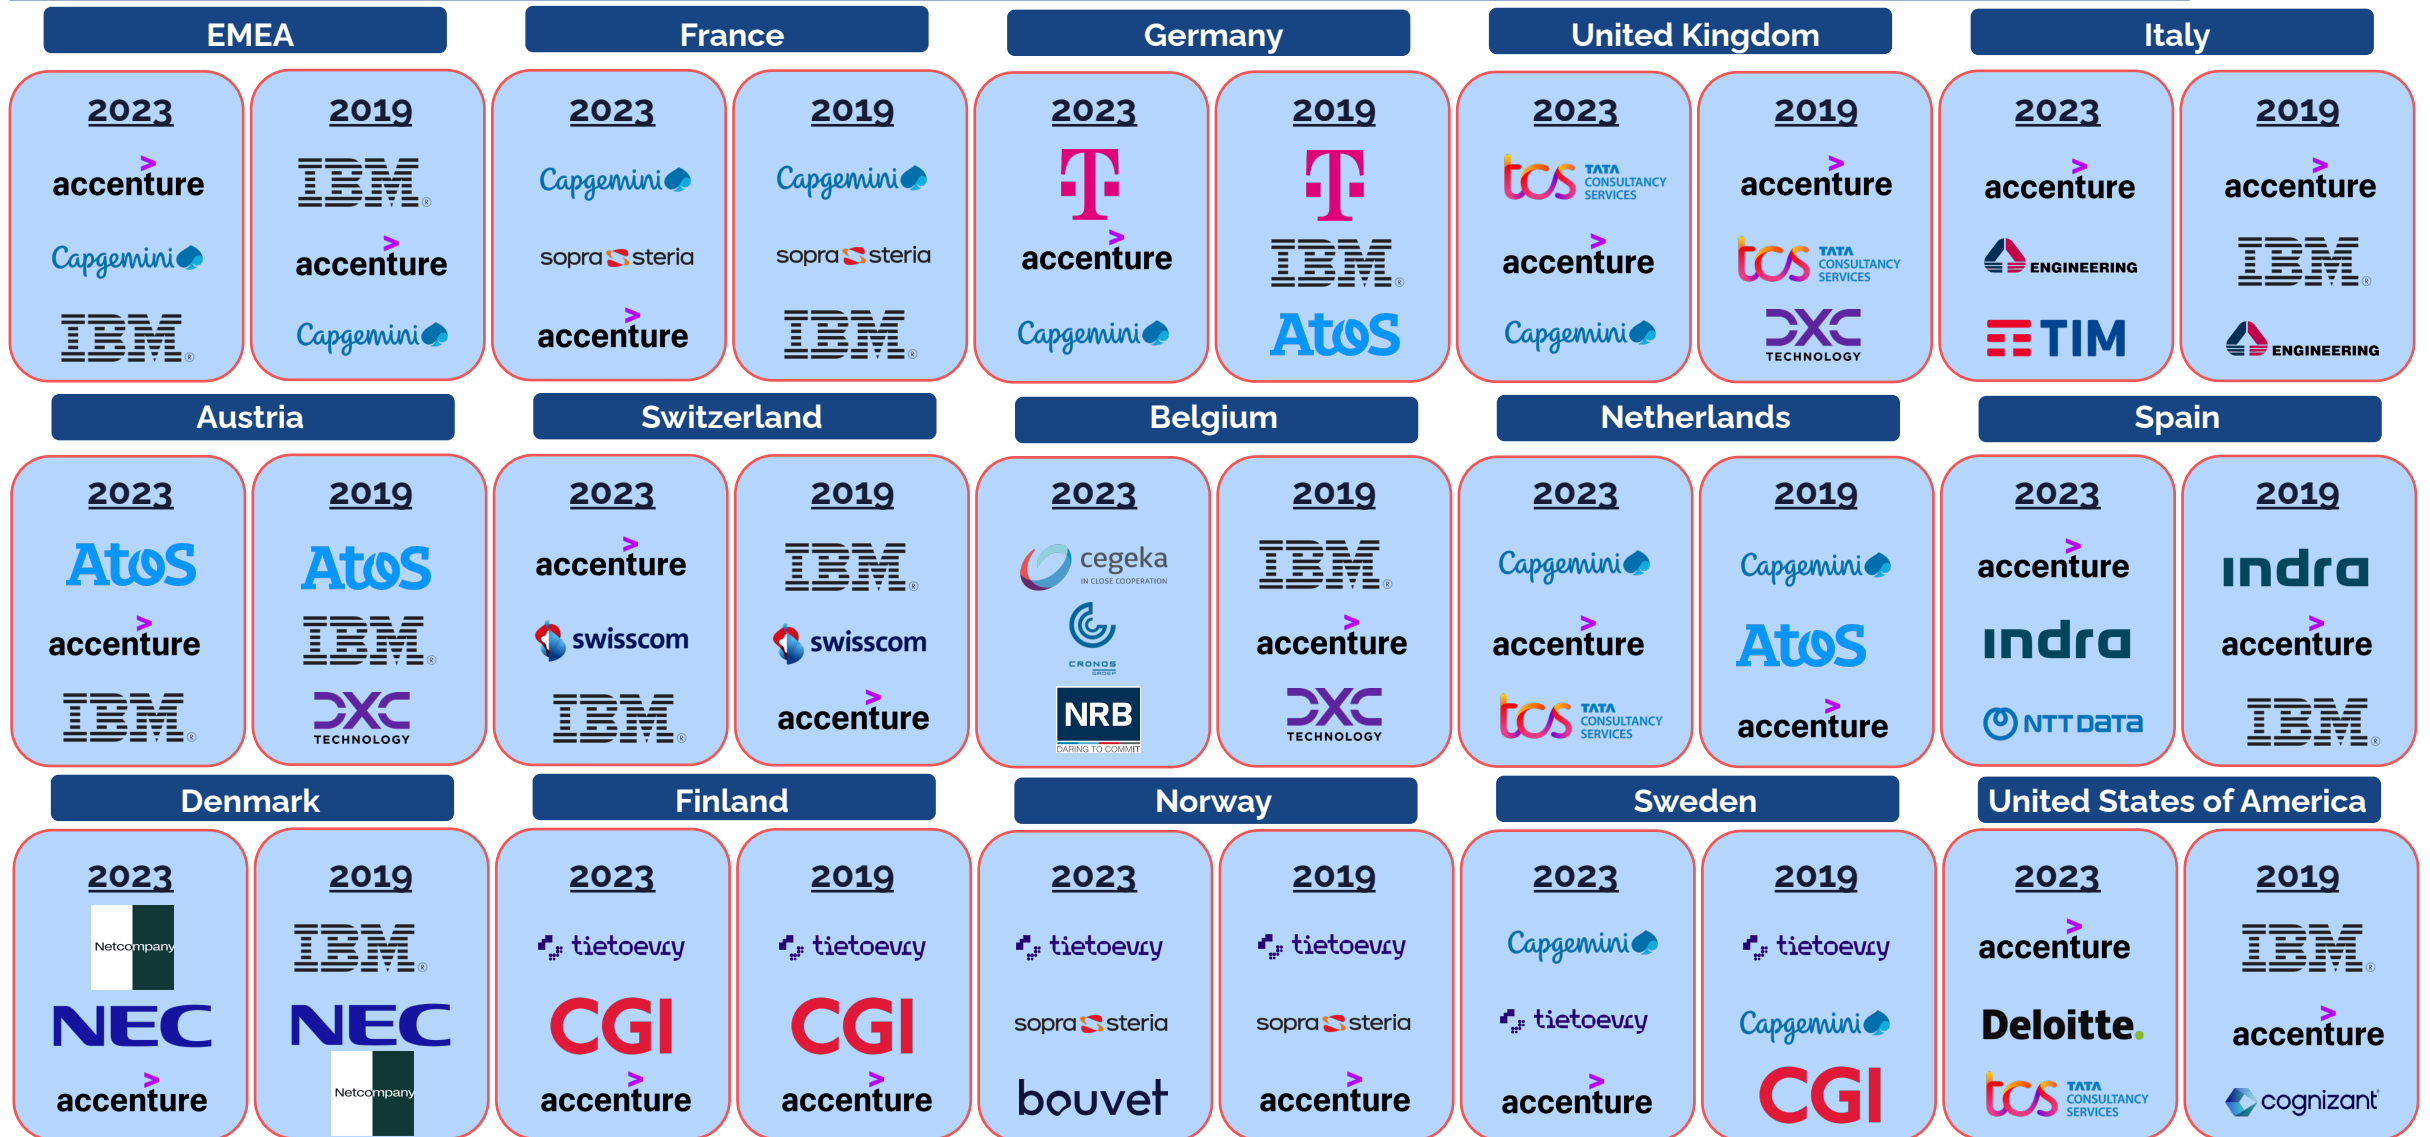 EMEA
France
Germany
United Kingdom
Italy
2023
2019
2023
2019
2023
2019
2023
2019
2023
2019
accenture
IBM®
Capgemini
Capgemini
T
T
tcs TATA CONSULTANCY SERVICES
accenture
accenture
accenture
Capgemini
accenture
sopra steria
sopra steria
accenture
IBM®
accenture
tcs TATA CONSULTANCY SERVICES
ENGINEERING
IBM®
IBM®
Capgemini
accenture
IBM®
Capgemini
Atos
Capgemini
DXC TECHNOLOGY
TIM
ENGINEERING
Austria
Switzerland
Belgium
Netherlands
Spain
2023
2019
2023
2019
2023
2019
2023
2019
2023
2019
Atos
Atos
accenture
IBM®
cegeka IN CLOSE COOPERATION
IBM®
Capgemini
Capgemini
accenture
indra
accenture
IBM®
swisscom
swisscom
CRONOS GROEP
accenture
accenture
Atos
indra
accenture
IBM®
DXC TECHNOLOGY
IBM®
accenture
NRB DARING TO COMMIT
DXC TECHNOLOGY
tcs TATA CONSULTANCY SERVICES
accenture
NTT DATA
IBM®
Denmark
Finland
Norway
Sweden
United States of America
2023
2019
2023
2019
2023
2019
2023
2019
2023
2019
Netcompany
IBM®
tietoevry
tietoevry
tietoevry
tietoevry
Capgemini
tietoevry
accenture
IBM®
NEC
NEC
CGI
CGI
sopra steria
sopra steria
tietoevry
Capgemini
Deloitte.
accenture
accenture
Netcompany
accenture
accenture
bouvet
accenture
accenture
CGI
tcs TATA CONSULTANCY SERVICES
cognizant